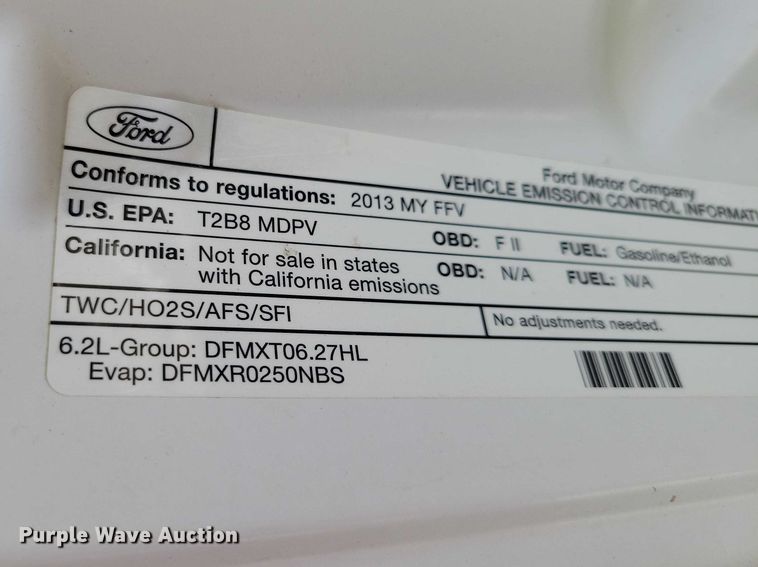 Ford
Ford Motor Company
VEHICLE EMISSION CONTROL INFORMATI
Conforms to regulations: 2013 MY FFV
U.S. EPA: T2B8 MDPV OBD: F II FUEL: Gasoline/Ethanol
California: Not for sale in states OBD: N/A FUEL: N/A
with California emissions
TWC/HO2S/AFS/SFI No adjustments needed.
6.2L-Group: DFMXT06.27HL
Evap: DFMXR0250NBS
Purple Wave Auction